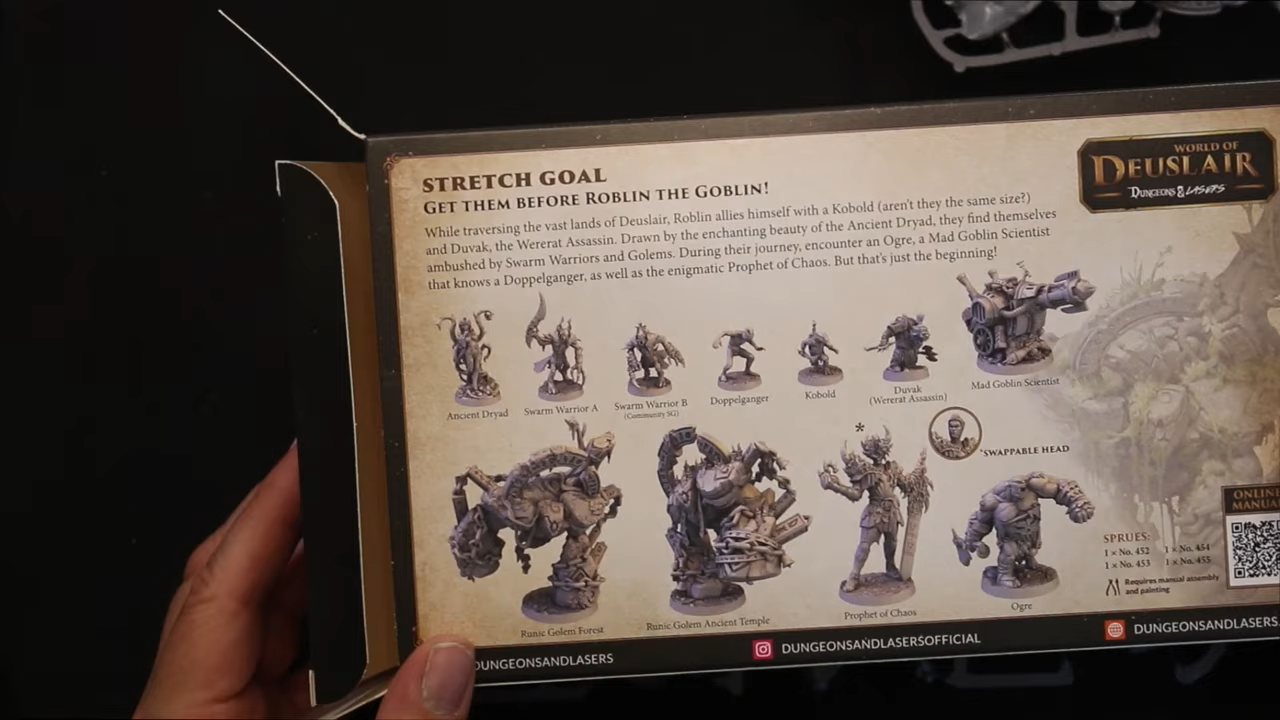 STRETCH GOAL
GET THEM BEFORE ROBLIN THE GOBLIN!
While traversing the vast lands of Deuslair, Roblin allies himself with a Kobold (aren't they the same size?)
and Duvak, the Wererat Assassin. Drawn by the enchanting beauty of the Ancient Dryad, they find themselves
ambushed by Swarm Warriors and Golems. During their journey, encounter an Ogre, a Mad Goblin Scientist
that knows a Doppelganger, as well as the enigmatic Prophet of Chaos. But that's just the beginning!
WORLD OF
DEUSLAIR
DUNGEONS & LASERS
Ancient Dryad
Swarm Warrior A
Swarm Warrior B
(Community SG)
Doppelganger
Kobold
Duvak
(Wererat Assassin)
Mad Goblin Scientist
*
*SWAPPABLE HEAD
Runic Golem Forest
Runic Golem Ancient Temple
Prophet of Chaos
Ogre
SPRUES:
1 × No. 452 1 × No. 454
1 × No. 453 1 × No. 455
Requires manual assembly
and painting
ONLINE
MANUAL
DUNGEONSANDLASERS
DUNGEONSANDLASERSOFFICIAL
DUNGEONSANDLASERS.